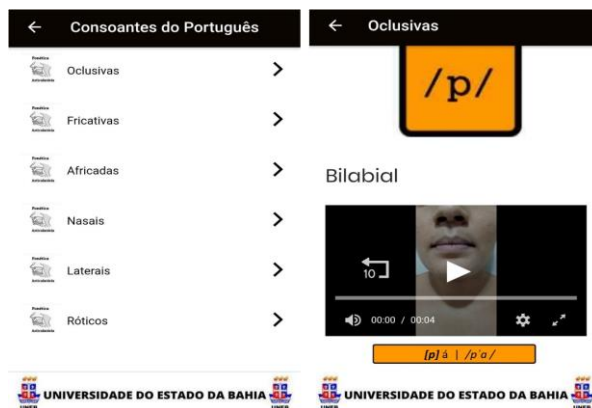 Consoantes do Português
Oclusivas
Fricativas
Africadas
Nasais
Laterais
Róticos
UNIVERSIDADE DO ESTADO DA BAHIA
Oclusivas
/p/
Bilabial
10
00:00 / 00:04
[p] á | /p'a/
UNIVERSIDADE DO ESTADO DA BAHIA